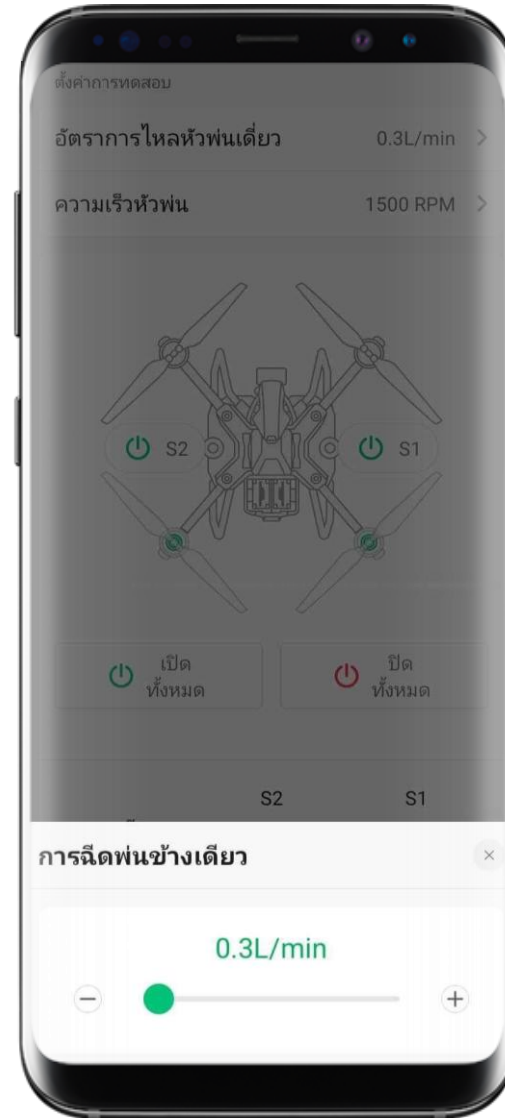 ตั้งค่าการทดสอบ
อัตราการไหลหัวพ่นเดี่ยว 0.3L/min
ความเร็วหัวพ่น 1500 RPM
S2 S1
เปิด
ทั้งหมด
ปิด
ทั้งหมด
S2 S1
การฉีดพ่นข้างเดียว
0.3L/min